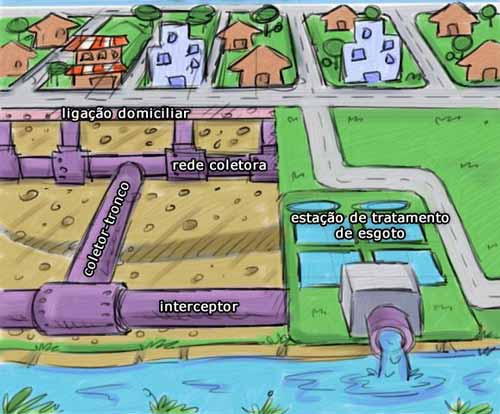 ligação domiciliar
rede coletora
coletor-tronco
estação de tratamento
de esgoto
interceptor